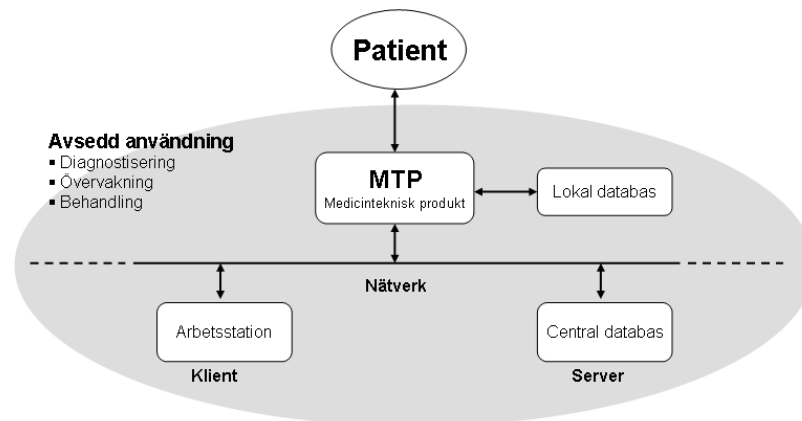 Patient
Avsedd användning
▪ Diagnostisering
▪ Övervakning
▪ Behandling
MTP
Medicinteknisk produkt
Lokal databas
Nätverk
Arbetsstation
Central databas
Klient
Server